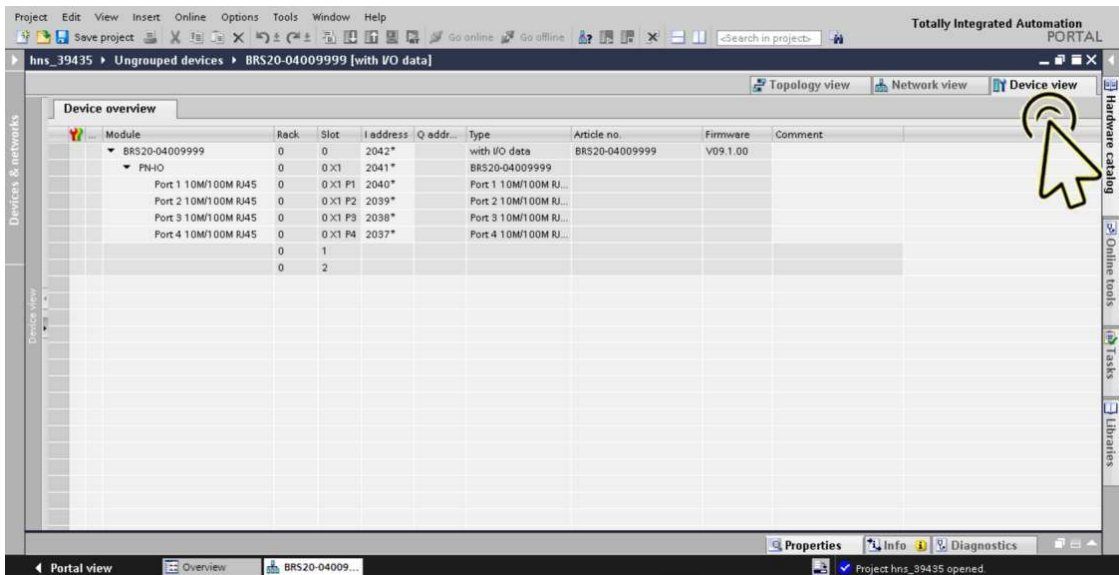 Project Edit View Insert Online Options Tools Window Help
Totally Integrated Automation
PORTAL
Save project Go online Go offline <Search in project>
hns_39435 ▸ Ungrouped devices ▸ BRS20-04009999 [with I/O data]
Topology view Network view Device view
Device overview
... Module Rack Slot I address Q addr... Type Article no. Firmware Comment
BRS20-04009999 0 0 2042* with I/O data BRS20-04009999 V09.1.00
PN-IO 0 0 X1 2041* BRS20-04009999
Port 1 10M/100M RJ45 0 0 X1 P1 2040* Port 1 10M/100M RJ...
Port 2 10M/100M RJ45 0 0 X1 P2 2039* Port 2 10M/100M RJ...
Port 3 10M/100M RJ45 0 0 X1 P3 2038* Port 3 10M/100M RJ...
Port 4 10M/100M RJ45 0 0 X1 P4 2037* Port 4 10M/100M RJ...
0 1
0 2
Devices & networks
Device view
Hardware catalog
Online tools
Tasks
Libraries
Properties Info Diagnostics
Portal view Overview BRS20-04009... Project hns_39435 opened.